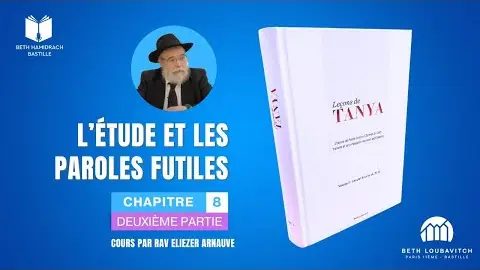 BETH HAMIDRACH
BASTILLE
L'ÉTUDE ET LES
PAROLES FUTILES
CHAPITRE 8
DEUXIÈME PARTIE
COURS PAR RAV ELIEZER ARNAUVE
Leçons de
TANYA
TANYA
BETH LOUBAVITCH
PARIS 11ÈME - BASTILLE